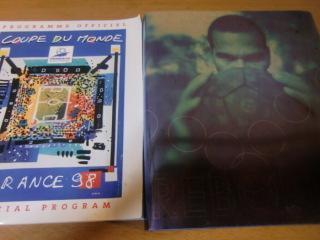 PROGRAMME OFFICIEL
COUPE DU MONDE
RANCE 98
CIAL PROGRAM